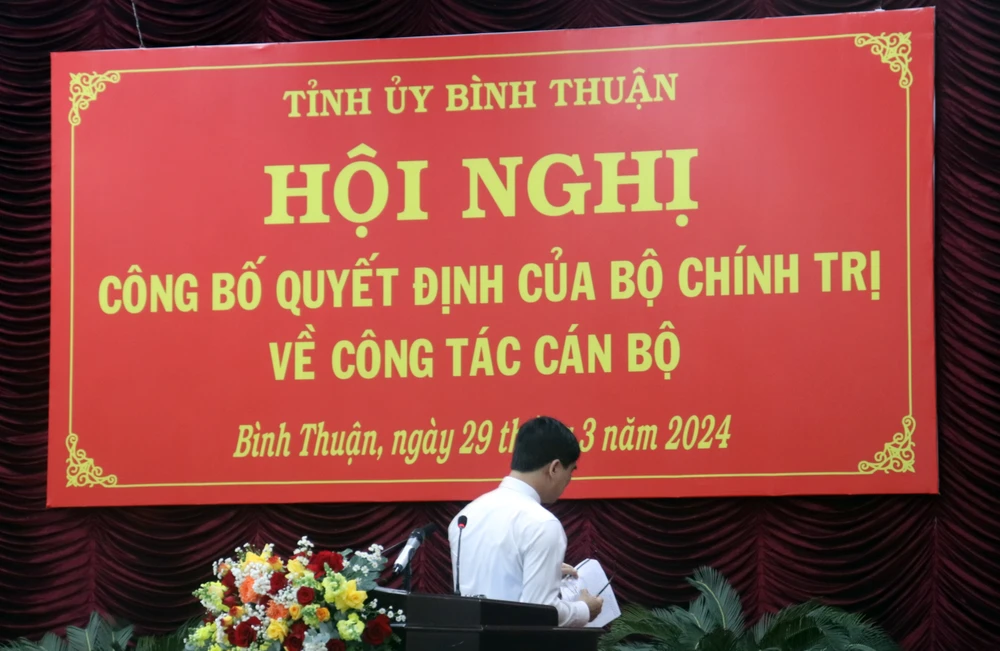 TỈNH ỦY BÌNH THUẬN
HỘI NGHỊ
CÔNG BỐ QUYẾT ĐỊNH CỦA BỘ CHÍNH TRỊ
VỀ CÔNG TÁC CÁN BỘ
Bình Thuận, ngày 29 3 năm 2024